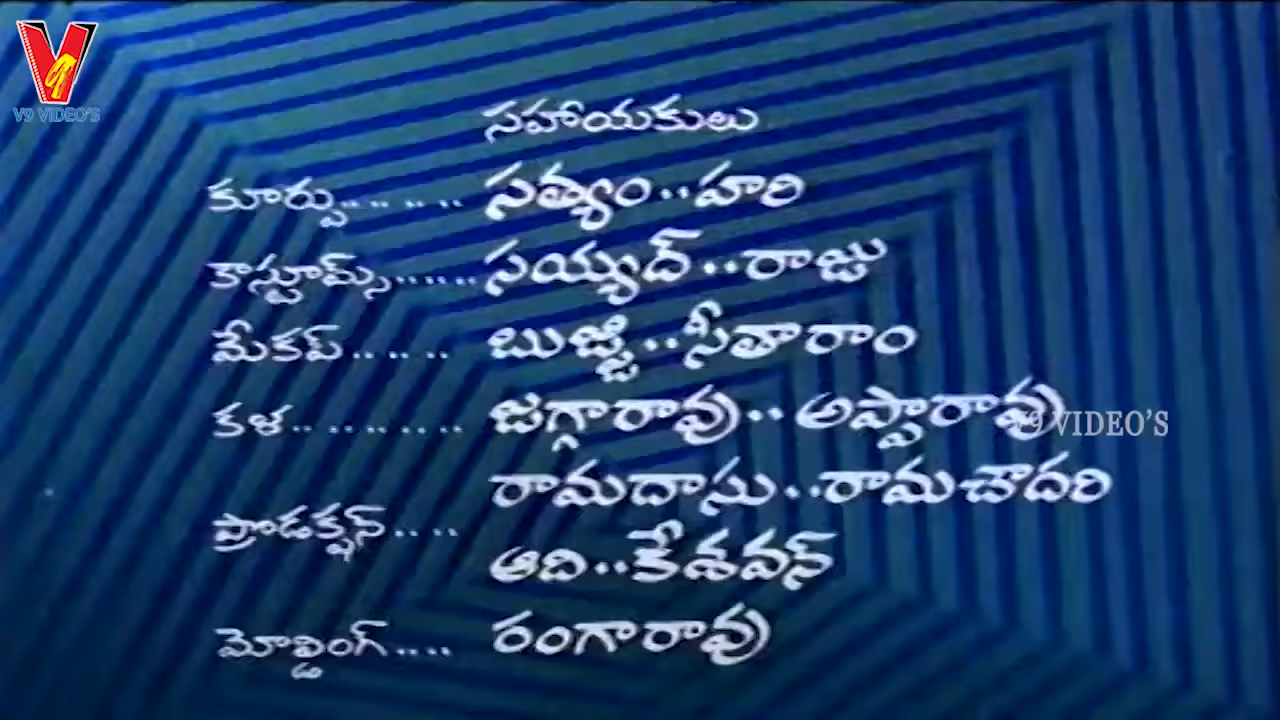 V9 VIDEO'S
సహాయకులు
కూర్పు...... సత్యం..హరి
కాస్టూమ్స్...... సయ్యద్..రాజు
మేకప్...... బుజ్జి..సీతారాం
కళ........ జగ్గారావు..అప్పారావు
V9 VIDEO'S
రామదాసు..రామచౌదరి
ప్రొడక్షన్....
ఆది..కేశవన్
మోల్డింగ్.... రంగారావు